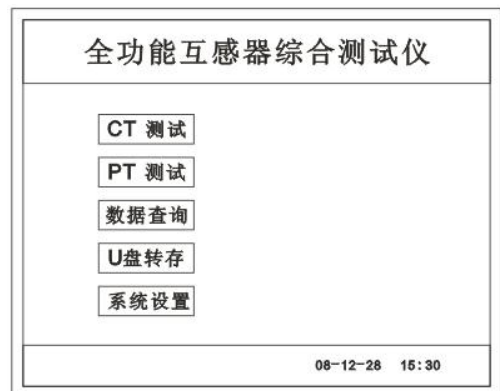 全功能互感器综合测试仪
CT 测试
PT 测试
数据查询
U盘转存
系统设置
08-12-28 15:30